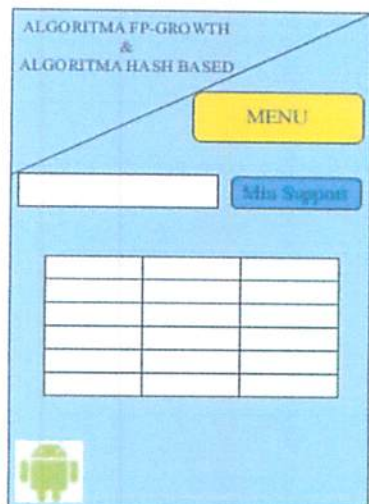 ALGORITMA FP-GROWTH
&
ALGORITMA HASH BASED
MENU
Min Support